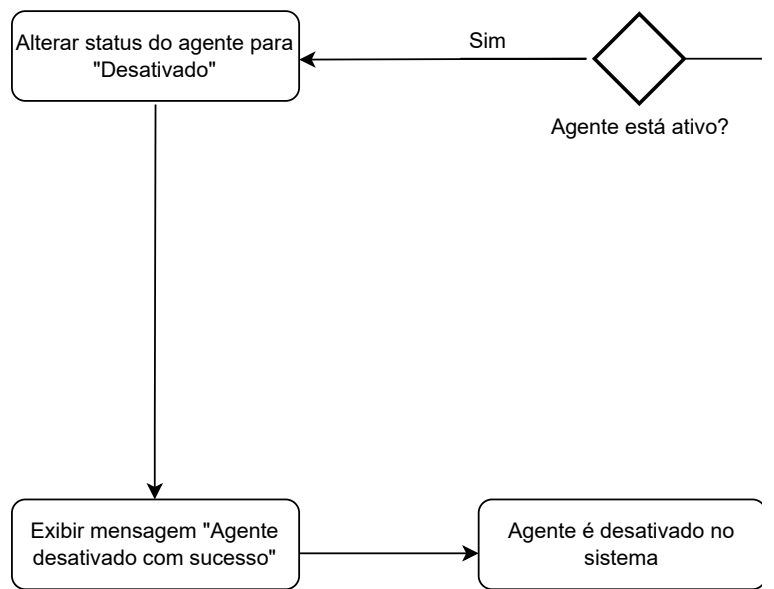 Alterar status do agente para
"Desativado"
Sim
Agente está ativo?
Exibir mensagem "Agente
desativado com sucesso"
Agente é desativado no
sistema